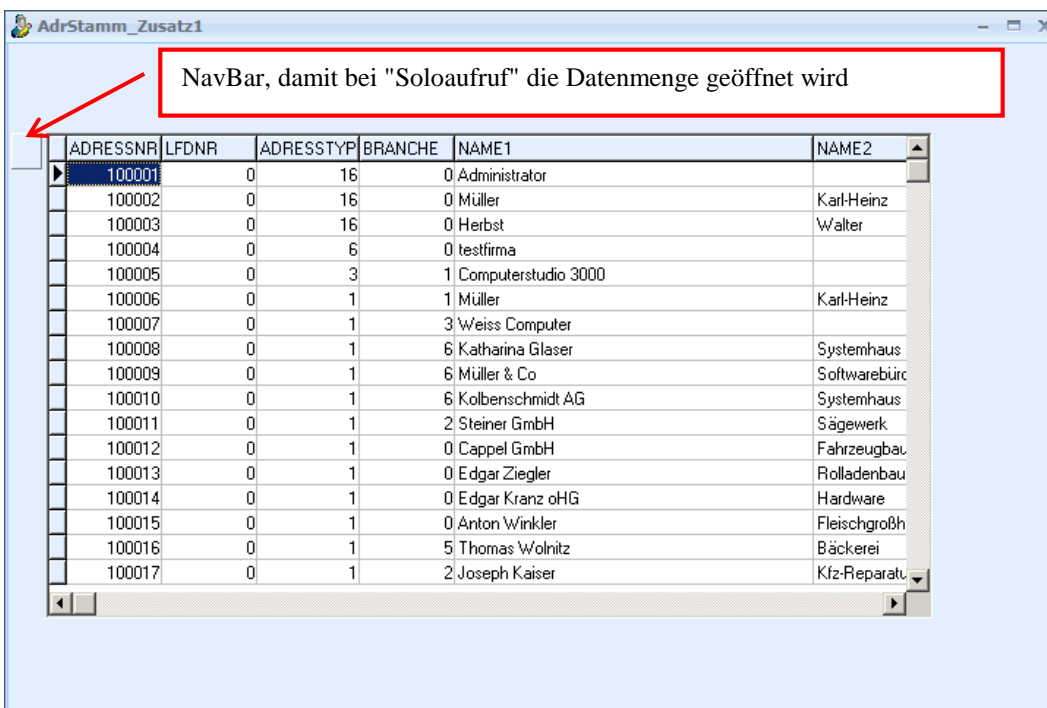 AdrStamm_Zusatz1
NavBar, damit bei "Soloaufruf" die Datenmenge geöffnet wird
ADRESSNR LFDNR ADRESSTYP BRANCHE NAME1 NAME2
100001 0 16 0 Administrator
100002 0 16 0 Müller Karl-Heinz
100003 0 16 0 Herbst Walter
100004 0 6 0 testfirma
100005 0 3 1 Computerstudio 3000
100006 0 1 1 Müller Karl-Heinz
100007 0 1 3 Weiss Computer
100008 0 1 6 Katharina Glaser Systemhaus
100009 0 1 6 Müller & Co Softwarebürc
100010 0 1 6 Kolbenschmidt AG Systemhaus
100011 0 1 2 Steiner GmbH Sägewerk
100012 0 1 0 Cappel GmbH Fahrzeugbau
100013 0 1 0 Edgar Ziegler Rolladenbau
100014 0 1 0 Edgar Kranz oHG Hardware
100015 0 1 0 Anton Winkler Fleischgroßh
100016 0 1 5 Thomas Wolnitz Bäckerei
100017 0 1 2 Joseph Kaiser Kfz-Reparatu